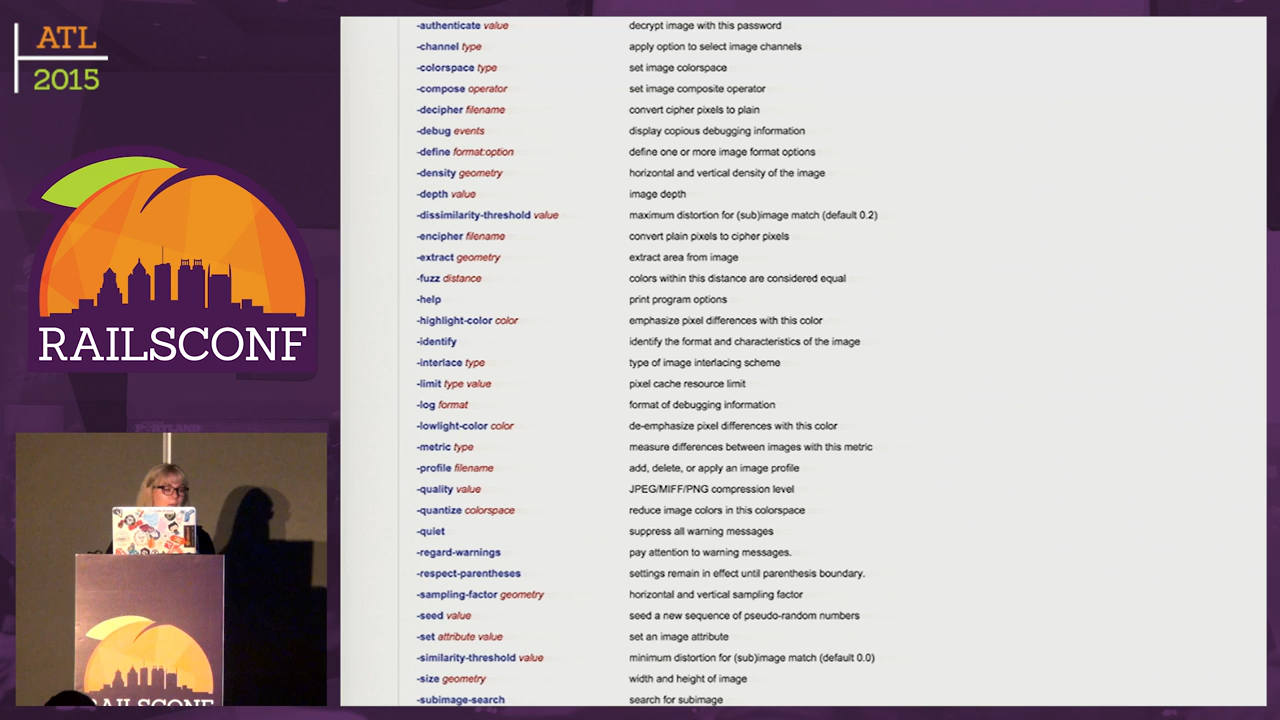 ATL
2015
RAILSCONF
-authenticate value decrypt image with this password
-channel type apply option to select image channels
-colorspace type set image colorspace
-compose operator set image composite operator
-decipher filename convert cipher pixels to plain
-debug events display copious debugging information
-define format:option define one or more image format options
-density geometry horizontal and vertical density of the image
-depth value image depth
-dissimilarity-threshold value maximum distortion for (sub)image match (default 0.2)
-encipher filename convert plain pixels to cipher pixels
-extract geometry extract area from image
-fuzz distance colors within this distance are considered equal
-help print program options
-highlight-color color emphasize pixel differences with this color
-identify identify the format and characteristics of the image
-interlace type type of image interlacing scheme
-limit type value pixel cache resource limit
-log format format of debugging information
-lowlight-color color de-emphasize pixel differences with this color
-metric type measure differences between images with this metric
-profile filename add, delete, or apply an image profile
-quality value JPEG/MIFF/PNG compression level
-quantize colorspace reduce image colors in this colorspace
-quiet suppress all warning messages
-regard-warnings pay attention to warning messages.
-respect-parentheses settings remain in effect until parenthesis boundary.
-sampling-factor geometry horizontal and vertical sampling factor
-seed value seed a new sequence of pseudo-random numbers
-set attribute value set an image attribute
-similarity-threshold value minimum distortion for (sub)image match (default 0.0)
-size geometry width and height of image
-subimage-search search for subimage
RAILSCONF